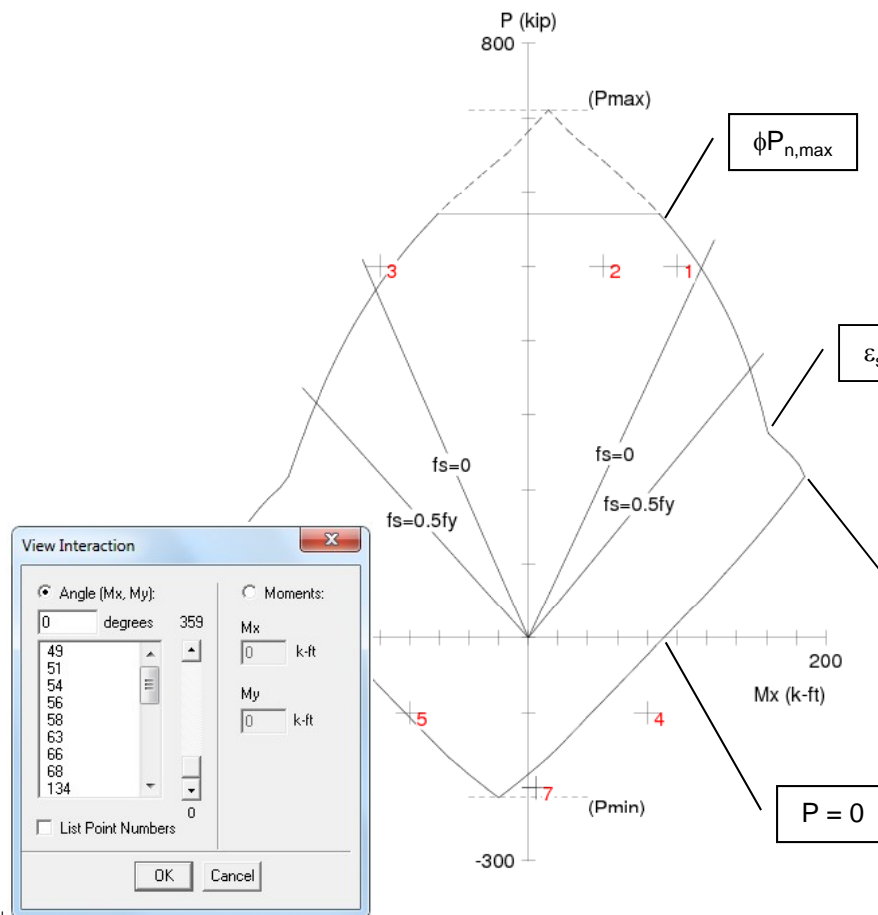 P (kip)
800
(Pmax)
ϕPn,max
3
2
1
εs
fs=0
fs=0
fs=0.5fy
fs=0.5fy
View Interaction
Angle (Mx, My):
Moments:
0
degrees
359
Mx
0
k-ft
49
51
54
56
58
63
66
68
134
My
0
k-ft
0
List Point Numbers
OK
Cancel
200
Mx (k-ft)
5
4
7
(Pmin)
P = 0
-300